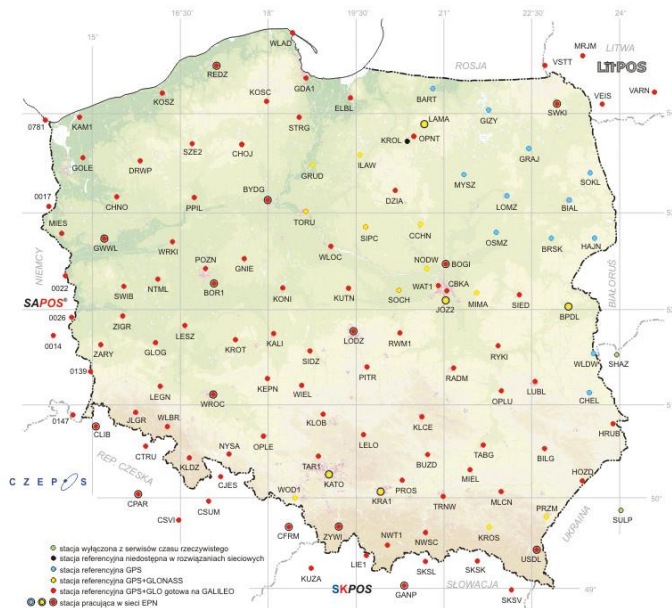 16°30' 18° 19°30' 21° 22°30' 24°
15°
WLAD
ROSJA
LITWA
MRJM
VSTT
LitPOS
REDZ
KOSC
GDA1
KOSZ
ELBL
BART
VEIS
VARN
SWKI
LAMA
GIZY
0781
KAM1
STRG
KROL
OPNT
SZE2
CHOJ
GRAJ
GOLE
DRWP
ILAW
GRUD
MYSZ
SOKL
BYDG
DZIA
LOMZ
BIAL
0017
CHNO
PPIL
TORU
MIES
GWWL
SIPC
CCHN
OSMZ
BRSK
HAJN
WRKI
WLOC
POZN
GNIE
NODW
BOGI
NIEMCY
0022
NTML
BOR1
SWIB
KONI
KUTN
SOCH
WAT1
CBKA
MIMA
JOZ2
SIED
BPDL
BIAŁORUŚ
SAPOS®
0026
ZIGR
LESZ
0014
ZARY
GLOG
KROT
KALI
LODZ
RWM1
RYKI
SIDZ
WLDW
SHAZ
0139
PITR
RADM
KEPN
WIEL
LEGN
WROC
OPLU
LUBL
CHEL
0147
JLGR
WLBR
KLOB
KLCE
CLIB
HRUB
CTRU
NYSA
OPLE
LELO
TABG
BILG
REP. CZESKA
KLDZ
TAR1
BUZD
CZEPOS
CJES
KATO
MIEL
HOZD
KRA1
PROS
MLCN
CPAR
CSUM
WOD1
TRNW
CSVI
PRZM
SULP
UKRAINA
CFRM
ZYWI
KROS
NWT1
NWSC
USDL
LIE1
SKSL
SKSK
KUZA
SKPOS
GANP
SŁOWACJA
SKSV
49°
stacja wyłączona z serwisów czasu rzeczywistego
stacja referencyjna niedostępna w rozwiązaniach sieciowych
stacja referencyjna GPS
stacja referencyjna GPS+GLONASS
stacja referencyjna GPS+GLO gotowa na GALILEO
stacja pracująca w sieci EPN